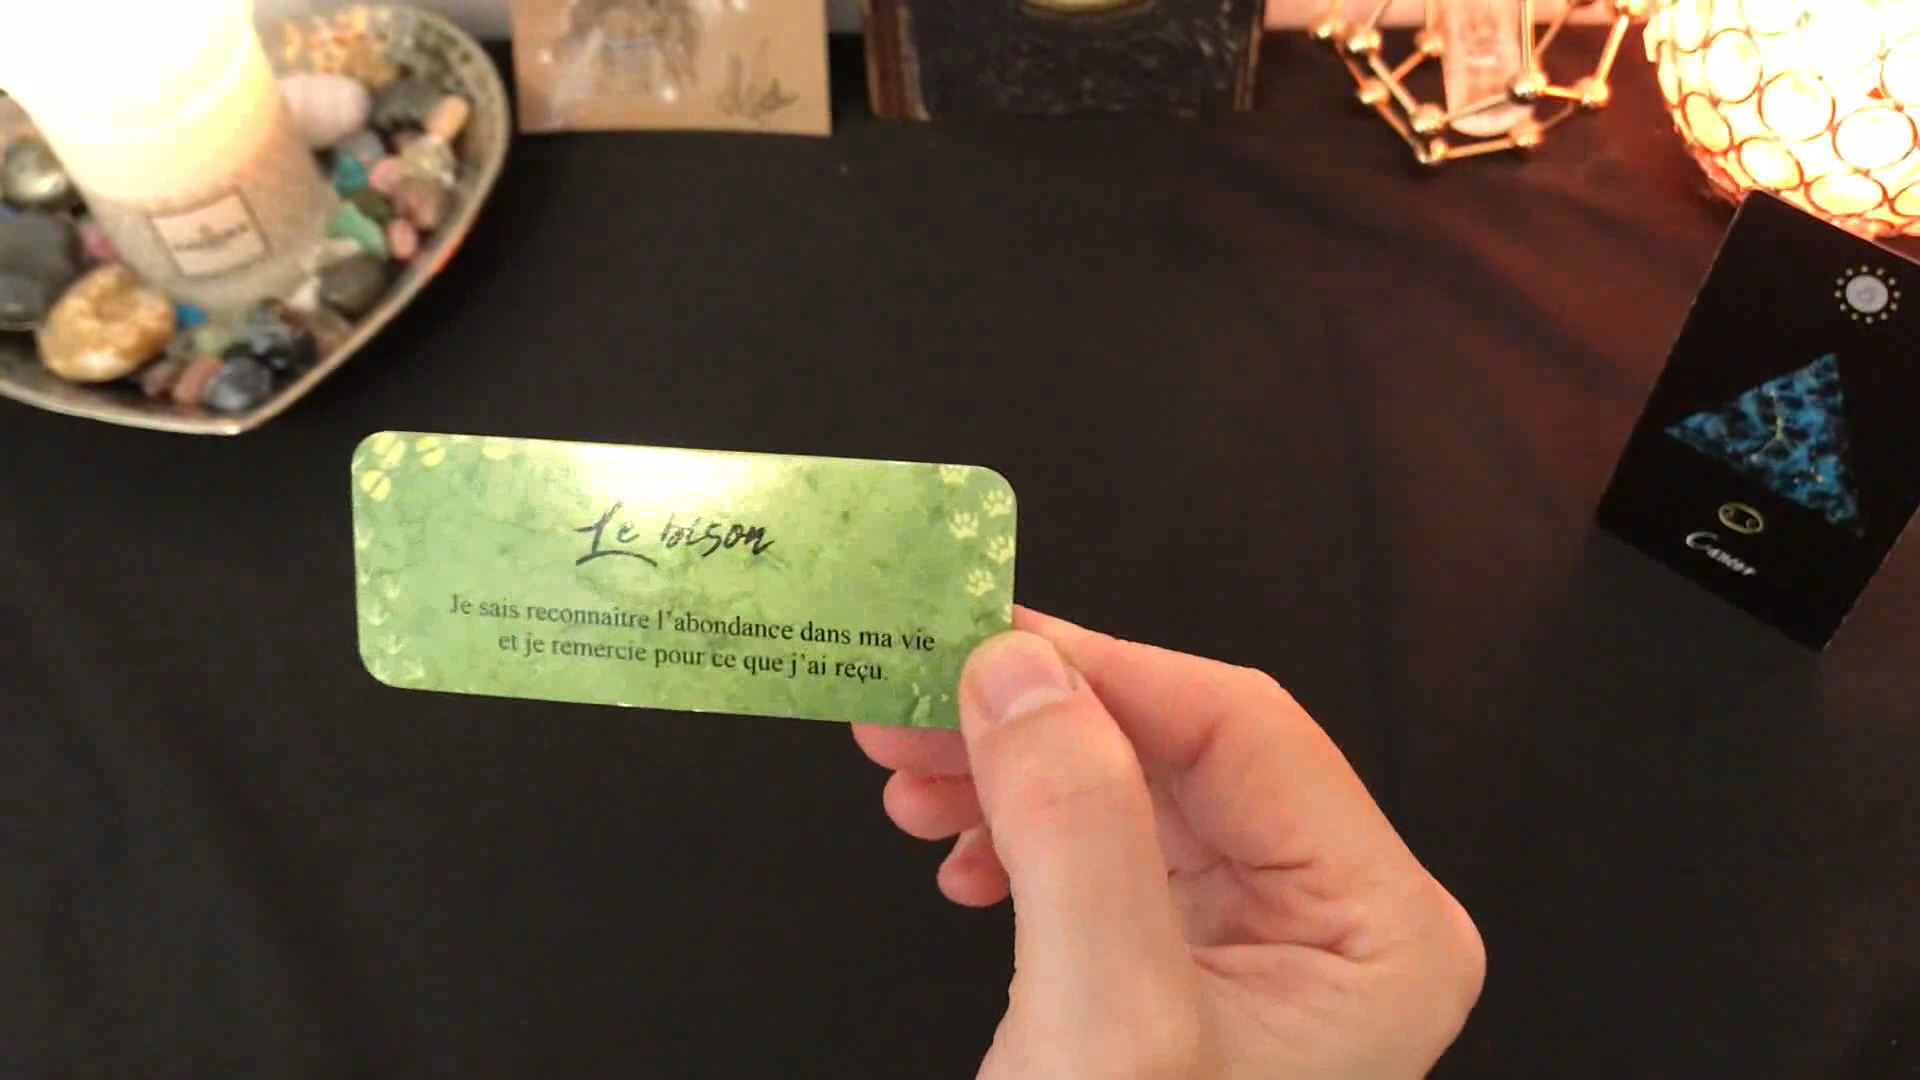 Le bison
Je sais reconnaître l'abondance dans ma vie
et je remercie pour ce que j'ai reçu.
Cancer